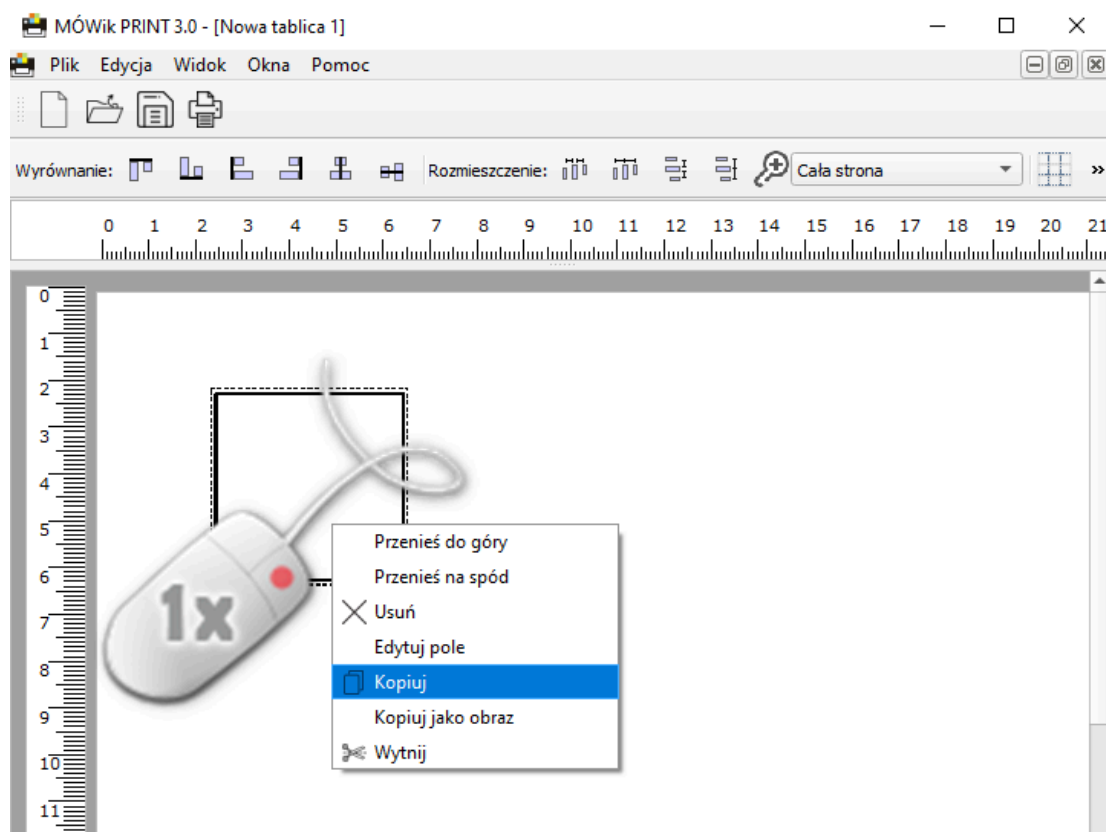 MÓWik PRINT 3.0 - [Nowa tablica 1]
Plik Edycja Widok Okna Pomoc
Wyrównanie: Rozmieszczenie: Cała strona »
0 1 2 3 4 5 6 7 8 9 10 11 12 13 14 15 16 17 18 19 20 21
0
1
2
3
4
5
6
7
8
9
10
11
1x
Przenieś do góry
Przenieś na spód
Usuń
Edytuj pole
Kopiuj
Kopiuj jako obraz
Wytnij